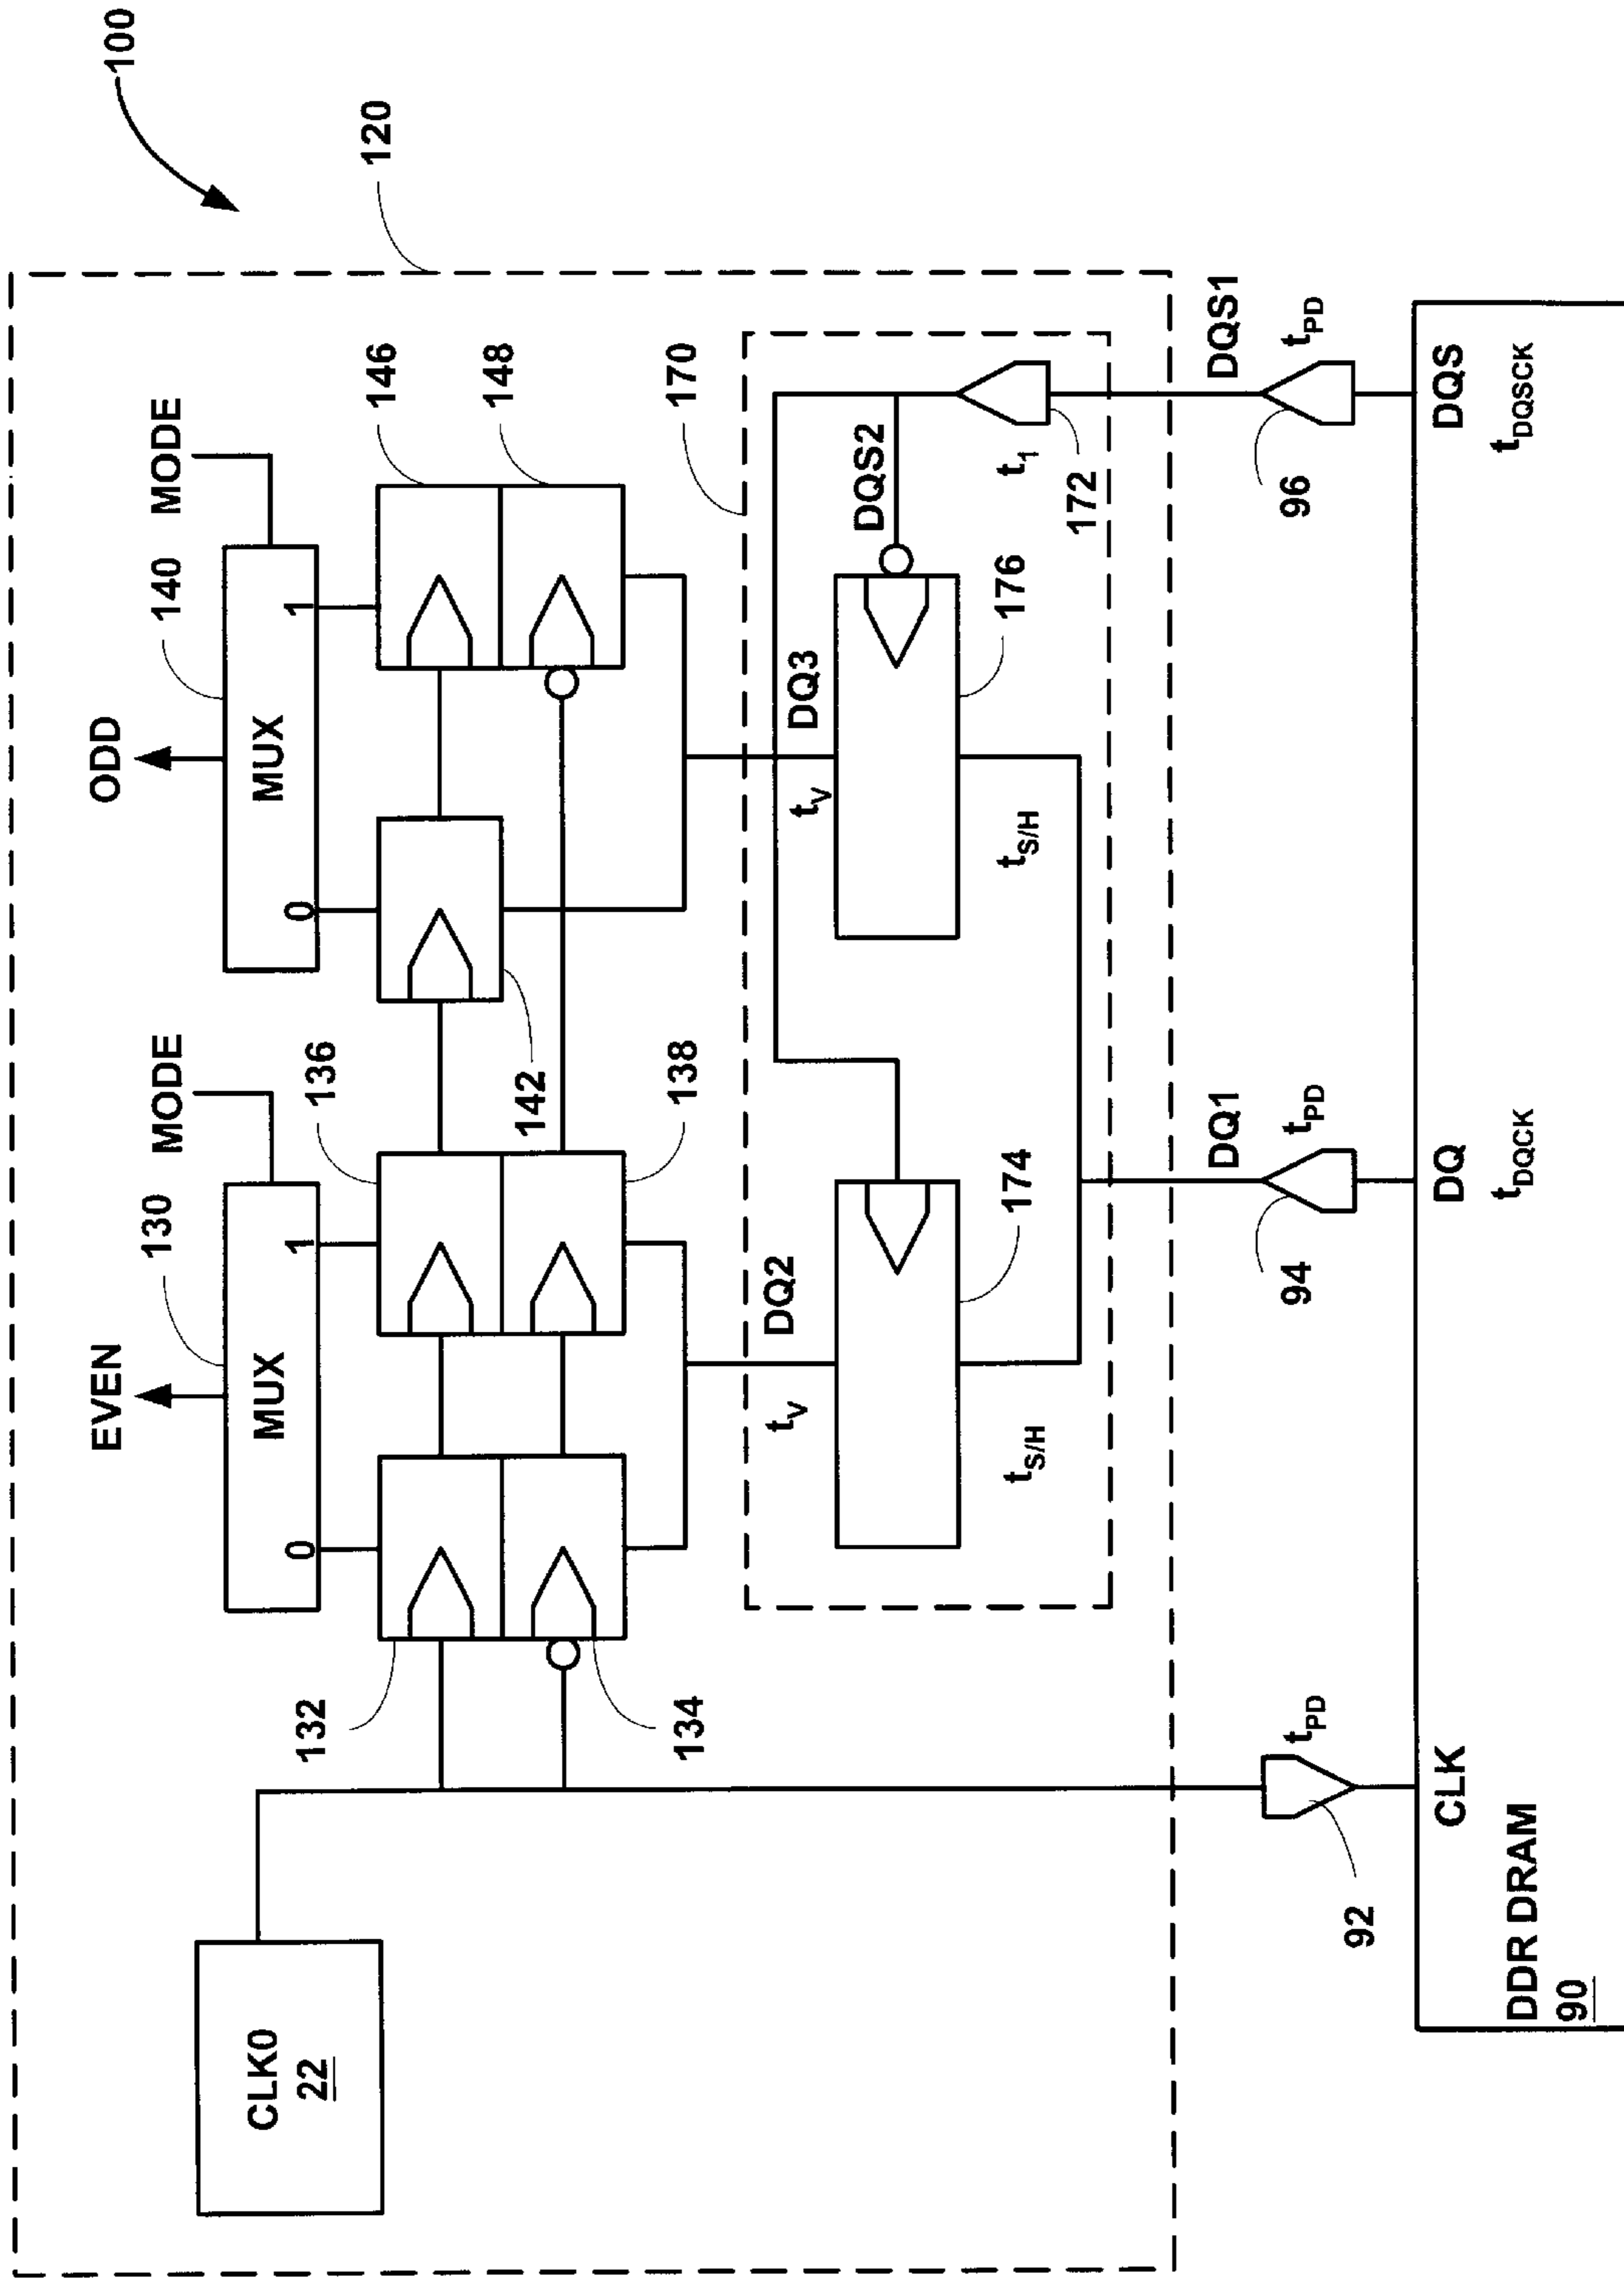 100
120
EVEN
ODD
130
MODE
140
MODE
MUX
0
1
MUX
0
1
CLK0
22
132
134
136
138
142
146
148
170
DQ2
tV
DQ3
tV
DQS2
t1
172
174
176
tS/H
tS/H
DQ1
DQS1
92
tPD
94
tPD
96
tPD
CLK
DQ
tDQCK
DQS
tDQSCK
DDR DRAM
90